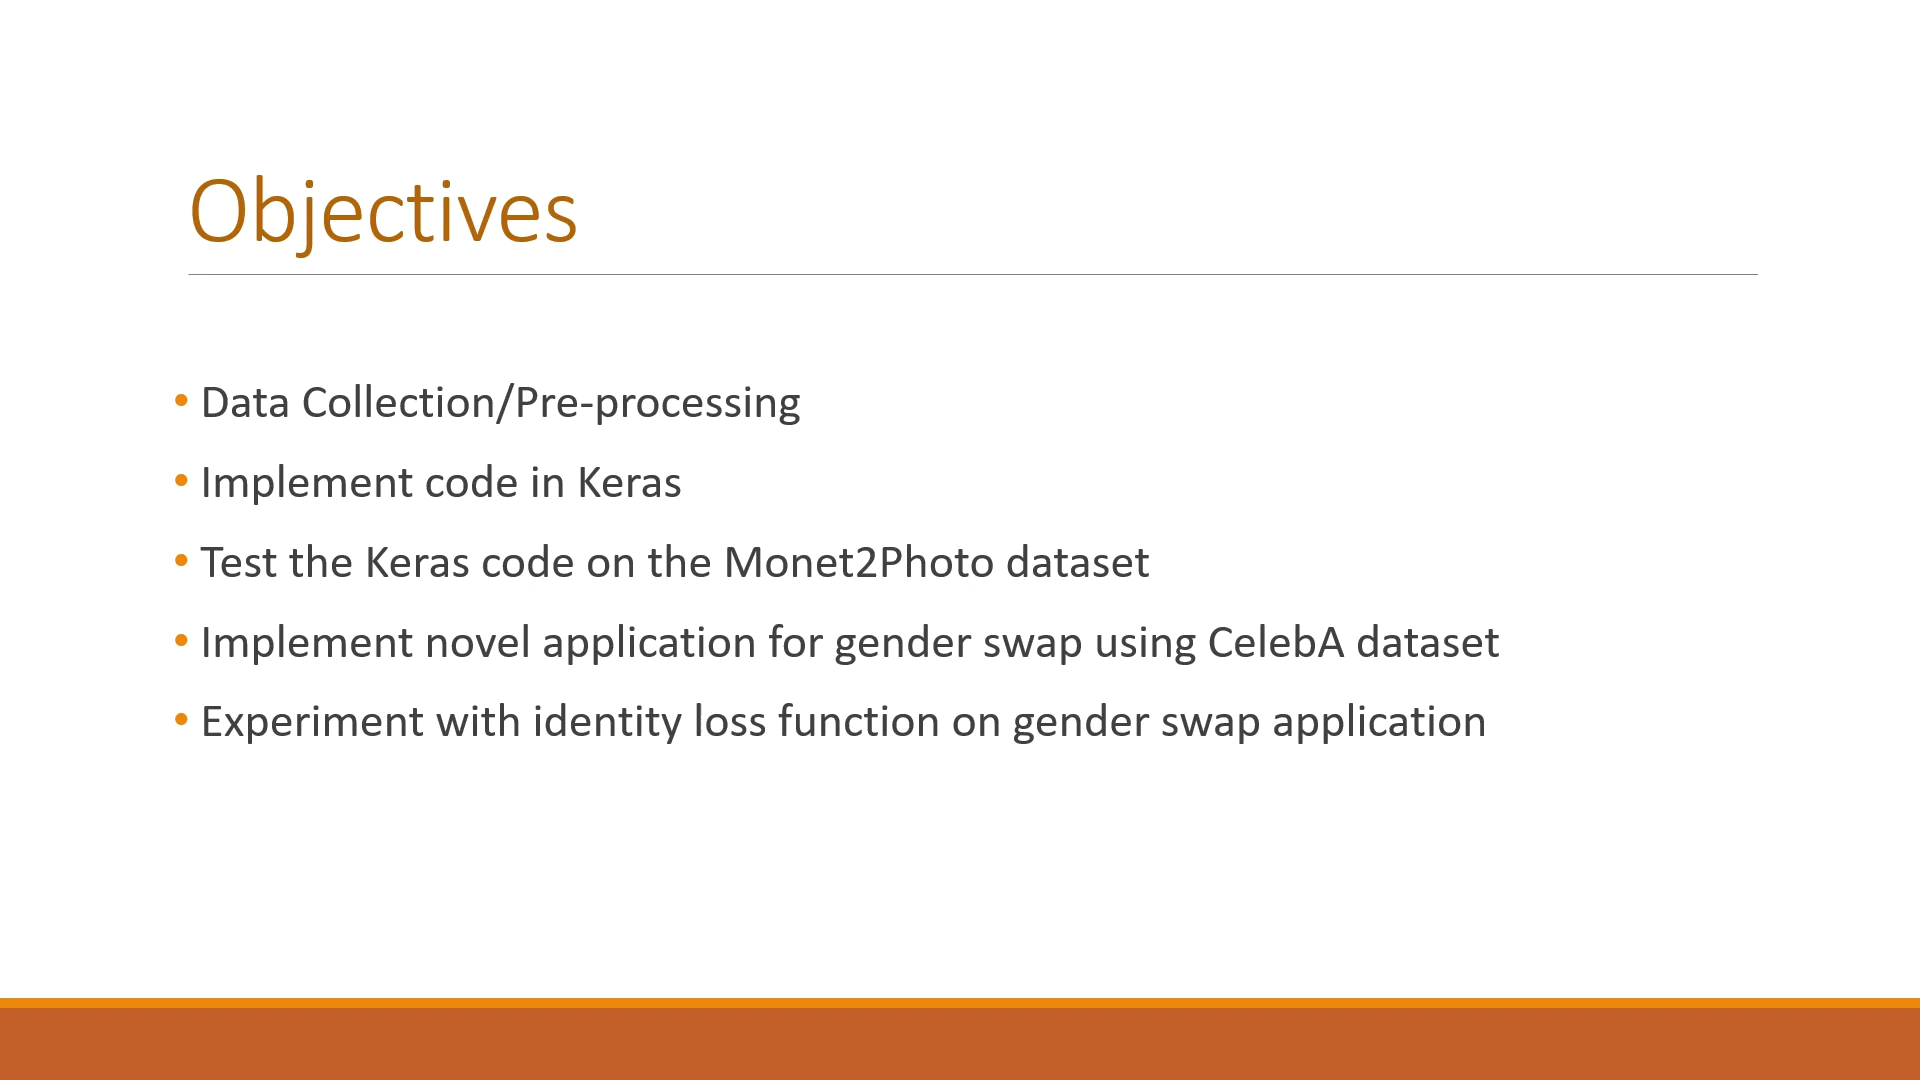 Objectives
• Data Collection/Pre-processing
• Implement code in Keras
• Test the Keras code on the Monet2Photo dataset
• Implement novel application for gender swap using CelebA dataset
• Experiment with identity loss function on gender swap application